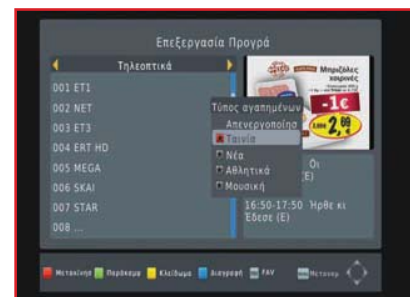 Επεξεργασία Προγρά
Τηλεοπτικά
001 ET1
002 NET
003 ET3
004 ERT HD
005 MEGA
006 SKAI
007 STAR
008 ...
Μπριζόλες
χοιρινές
-1€
2,
Τύπος αγαπημένων
Απενεργοποίησ
Ταινία
Νέα
Αθλητικά
Μουσική
Οι
(Ε)
16:50-17:50 Ήρθε κι
Έδεσε (Ε)
Μετακίνησ Παράκαμψ Κλείδωμα Διαγραφή FAV Μετονομ